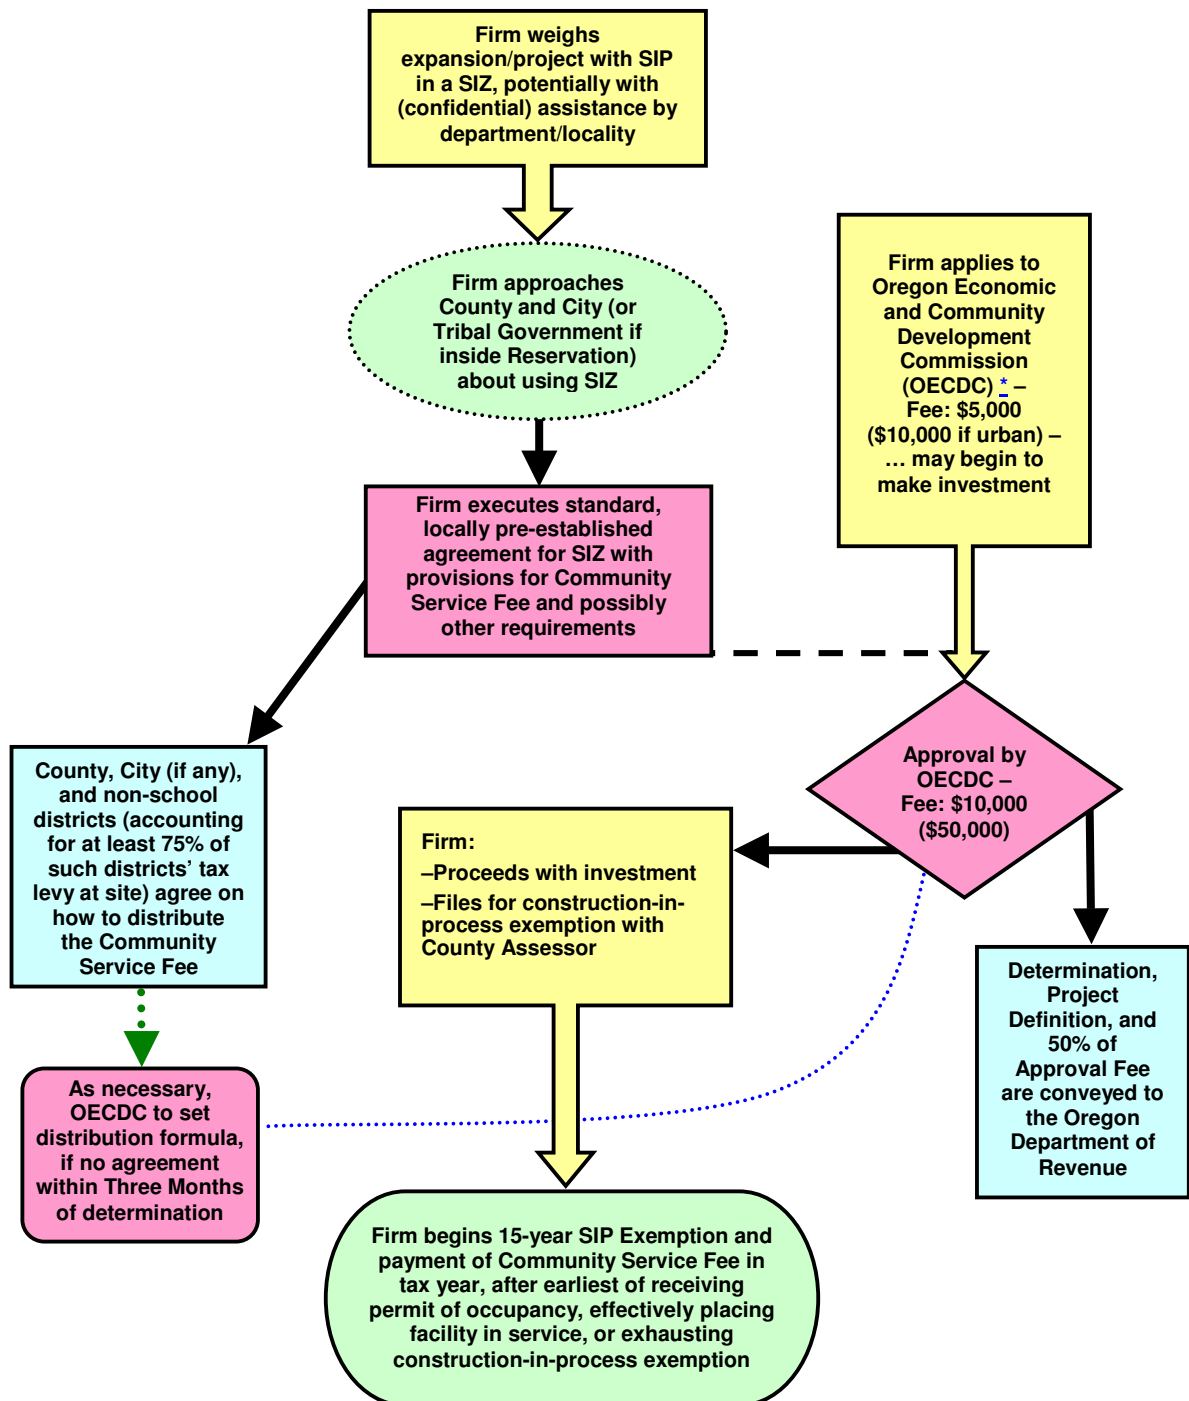 Firm weighs
expansion/project with SIP
in a SIZ, potentially with
(confidential) assistance by
department/locality
Firm approaches
County and City (or
Tribal Government if
inside Reservation)
about using SIZ
Firm applies to
Oregon Economic
and Community
Development
Commission
(OECDC) * –
Fee: $5,000
($10,000 if urban) –
… may begin to
make investment
Firm executes standard,
locally pre-established
agreement for SIZ with
provisions for Community
Service Fee and possibly
other requirements
Approval by
OECDC –
Fee: $10,000
($50,000)
County, City (if any),
and non-school
districts (accounting
for at least 75% of
such districts’ tax
levy at site) agree on
how to distribute
the Community
Service Fee
Firm:
–Proceeds with investment
–Files for construction-in-
process exemption with
County Assessor
Determination,
Project
Definition, and
50% of
Approval Fee
are conveyed to
the Oregon
Department of
Revenue
As necessary,
OECDC to set
distribution formula,
if no agreement
within Three Months
of determination
Firm begins 15-year SIP Exemption and
payment of Community Service Fee in
tax year, after earliest of receiving
permit of occupancy, effectively placing
facility in service, or exhausting
construction-in-process exemption